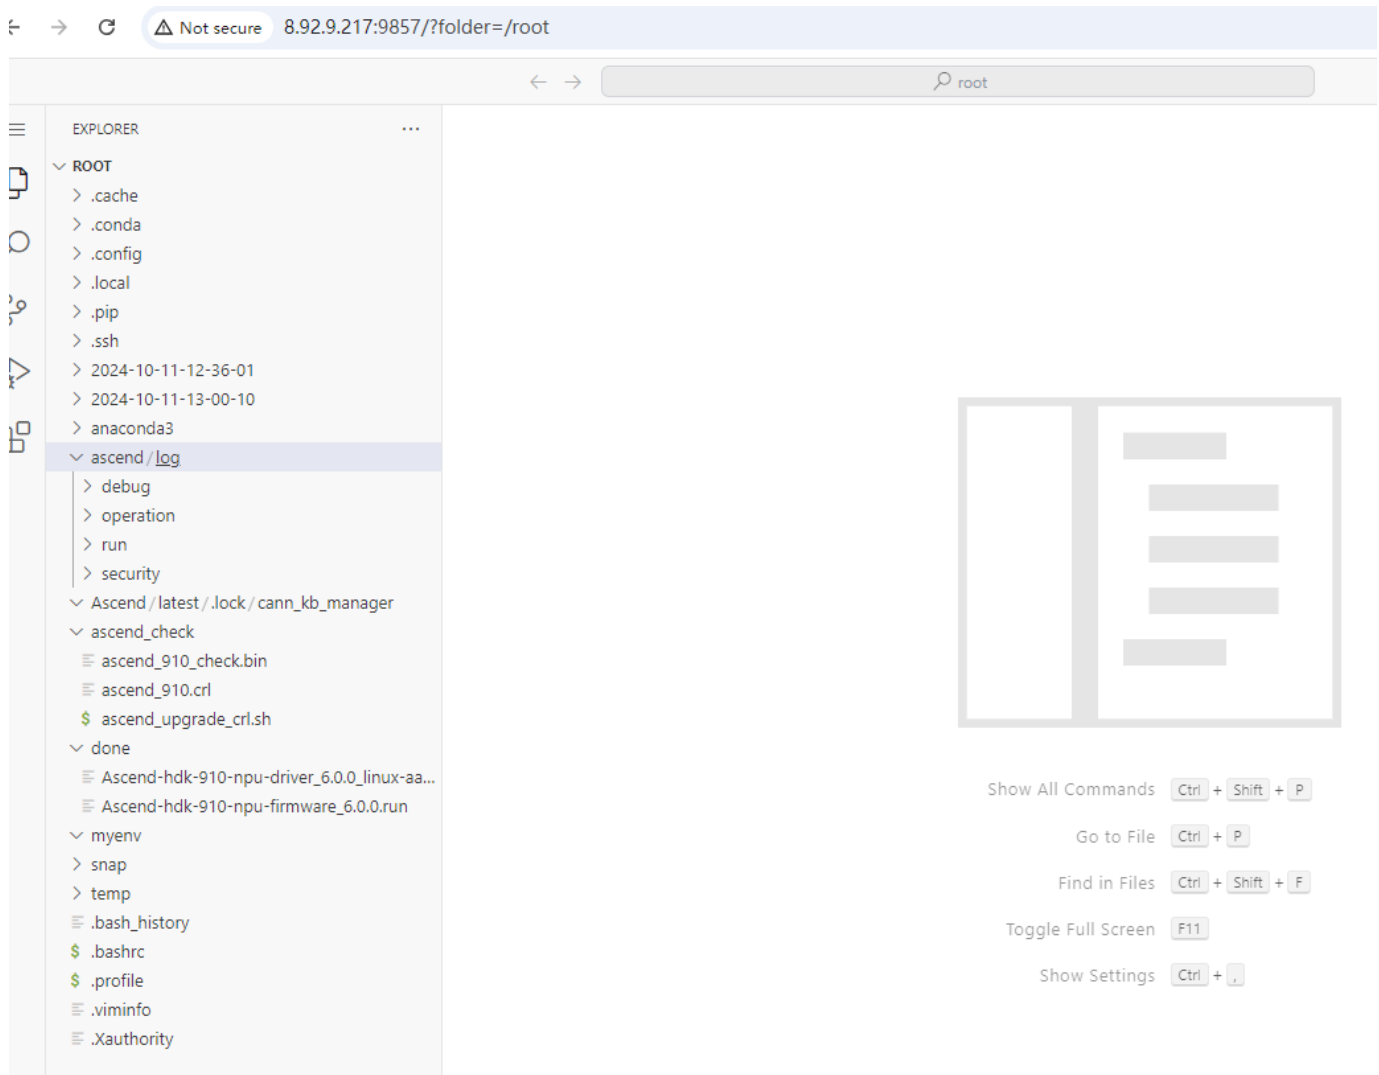 Not secure 8.92.9.217:9857/?folder=/root
root
EXPLORER ...
ROOT
.cache
.conda
.config
.local
.pip
.ssh
2024-10-11-12-36-01
2024-10-11-13-00-10
anaconda3
ascend/log
debug
operation
run
security
Ascend/latest/.lock/cann_kb_manager
ascend_check
ascend_910_check.bin
ascend_910.crl
$ ascend_upgrade_crl.sh
done
Ascend-hdk-910-npu-driver_6.0.0_linux-aa...
Ascend-hdk-910-npu-firmware_6.0.0.run
myenv
snap
temp
.bash_history
$ .bashrc
$ .profile
.viminfo
.Xauthority
Show All Commands Ctrl + Shift + P
Go to File Ctrl + P
Find in Files Ctrl + Shift + F
Toggle Full Screen F11
Show Settings Ctrl + ,